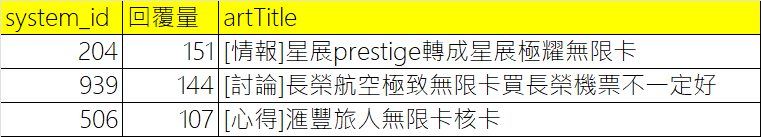 system_id 回覆量 artTitle
204 151 [情報]星展prestige轉成星展極耀無限卡
939 144 [討論]長榮航空極致無限卡買長榮機票不一定好
506 107 [心得]滙豐旅人無限卡核卡